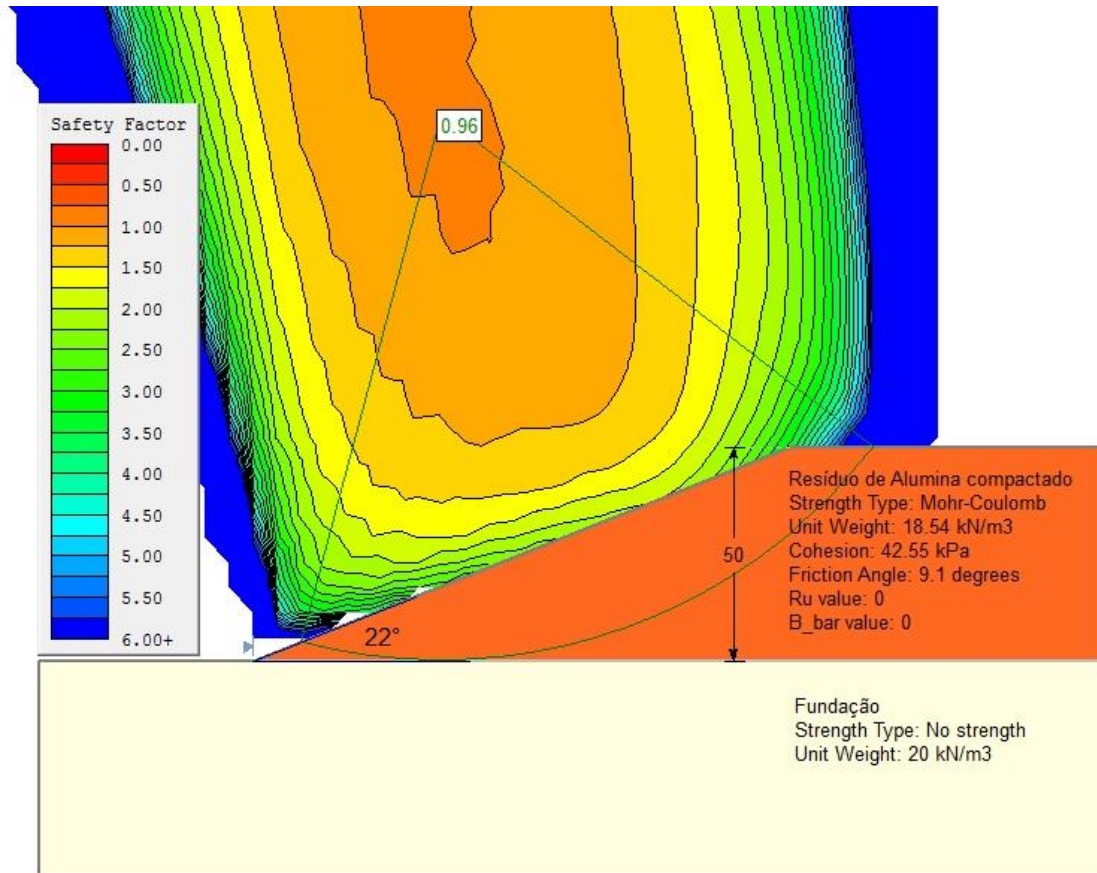 Safety Factor
0.00
0.50
1.00
1.50
2.00
2.50
3.00
3.50
4.00
4.50
5.00
5.50
6.00+
0.96
Resíduo de Alumina compactado
Strength Type: Mohr-Coulomb
Unit Weight: 18.54 kN/m3
Cohesion: 42.55 kPa
Friction Angle: 9.1 degrees
Ru value: 0
B_bar value: 0
50
22°
Fundação
Strength Type: No strength
Unit Weight: 20 kN/m3